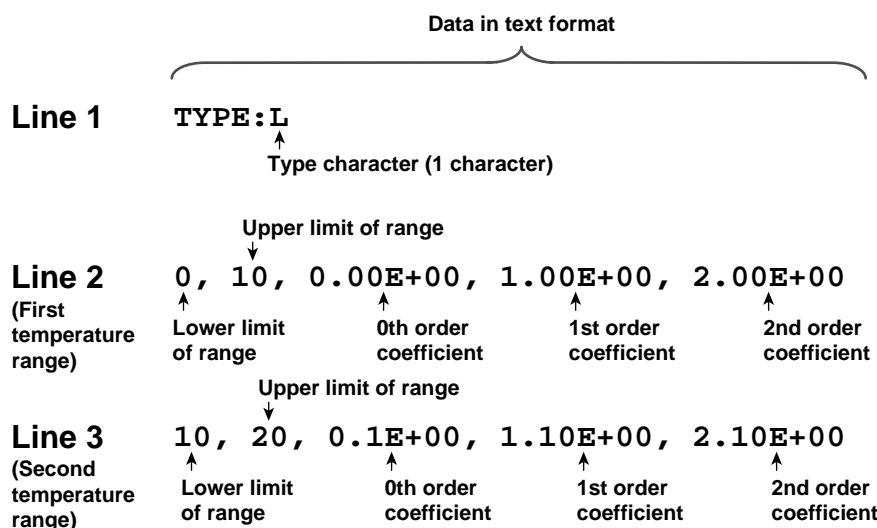 Data in text format
Line 1 TYPE:L
Type character (1 character)
Upper limit of range
Line 2 0, 10, 0.00E+00, 1.00E+00, 2.00E+00
(First
temperature
range)
Lower limit
of range
0th order
coefficient
1st order
coefficient
2nd order
coefficient
Upper limit of range
Line 3 10, 20, 0.1E+00, 1.10E+00, 2.10E+00
(Second
temperature
range)
Lower limit
of range
0th order
coefficient
1st order
coefficient
2nd order
coefficient